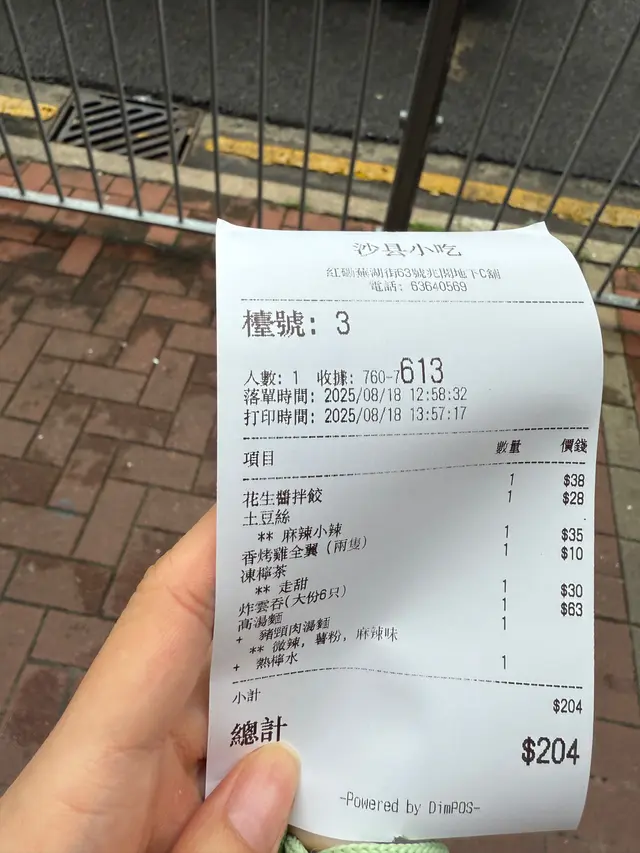 沙县小吃
紅磡蕪湖街63號兆閏地下C舖
電話: 63640569
檯號: 3
人數: 1 收據: 760-7613
落單時間: 2025/08/18 12:58:32
打印時間: 2025/08/18 13:57:17
項目 數量 價錢
花生醬拌餃 1 $38
土豆絲 1 $28
** 麻辣小辣
香烤雞全翼 (兩隻) 1 $35
凍檸茶 1 $10
** 走甜
炸雲吞(大份6只) 1 $30
高湯麵 1 $63
+ 豬頸肉湯麵 1
** 微辣, 薯粉, 麻辣味
+ 熱檸水 1
小計 $204
總計 $204
-Powered by DimPOS-